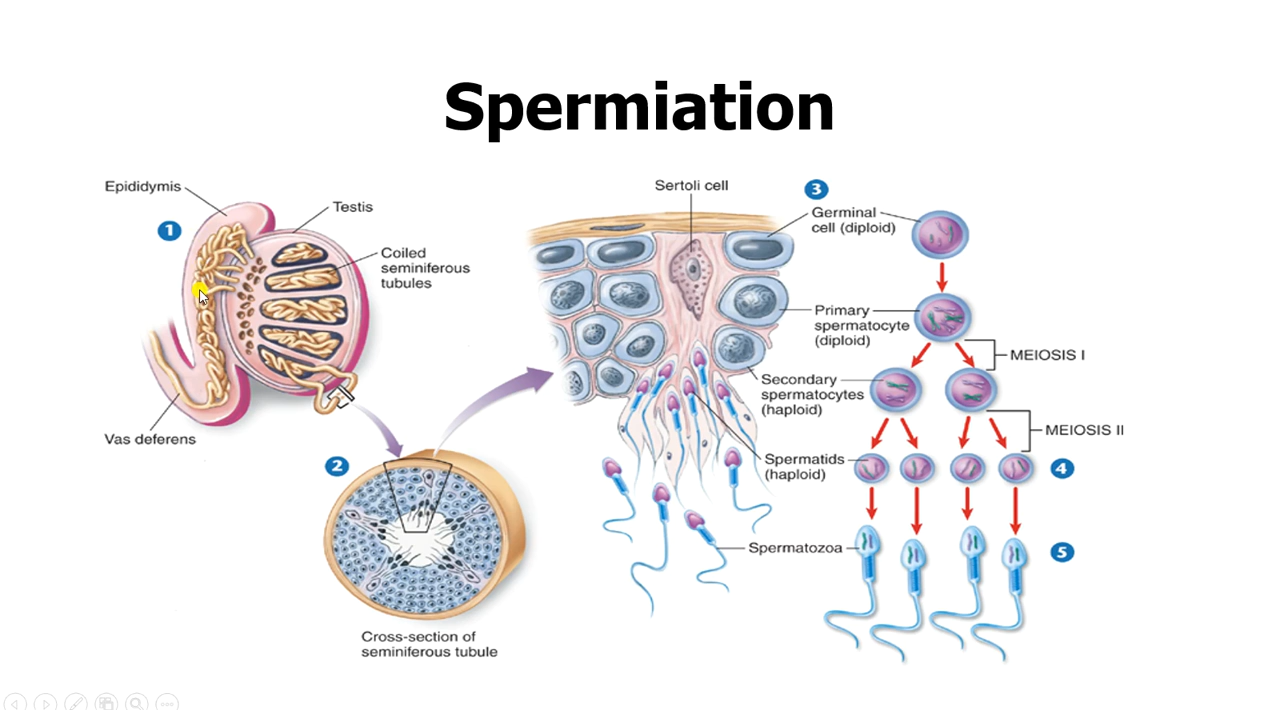 Spermiation
Epididymis
1
Testis
Coiled
seminiferous
tubules
Vas deferens
2
Cross-section of
seminiferous tubule
Sertoli cell
3
Germinal
cell (diploid)
Primary
spermatocyte
(diploid)
MEIOSIS I
Secondary
spermatocytes
(haploid)
MEIOSIS II
Spermatids
(haploid)
4
Spermatozoa
5